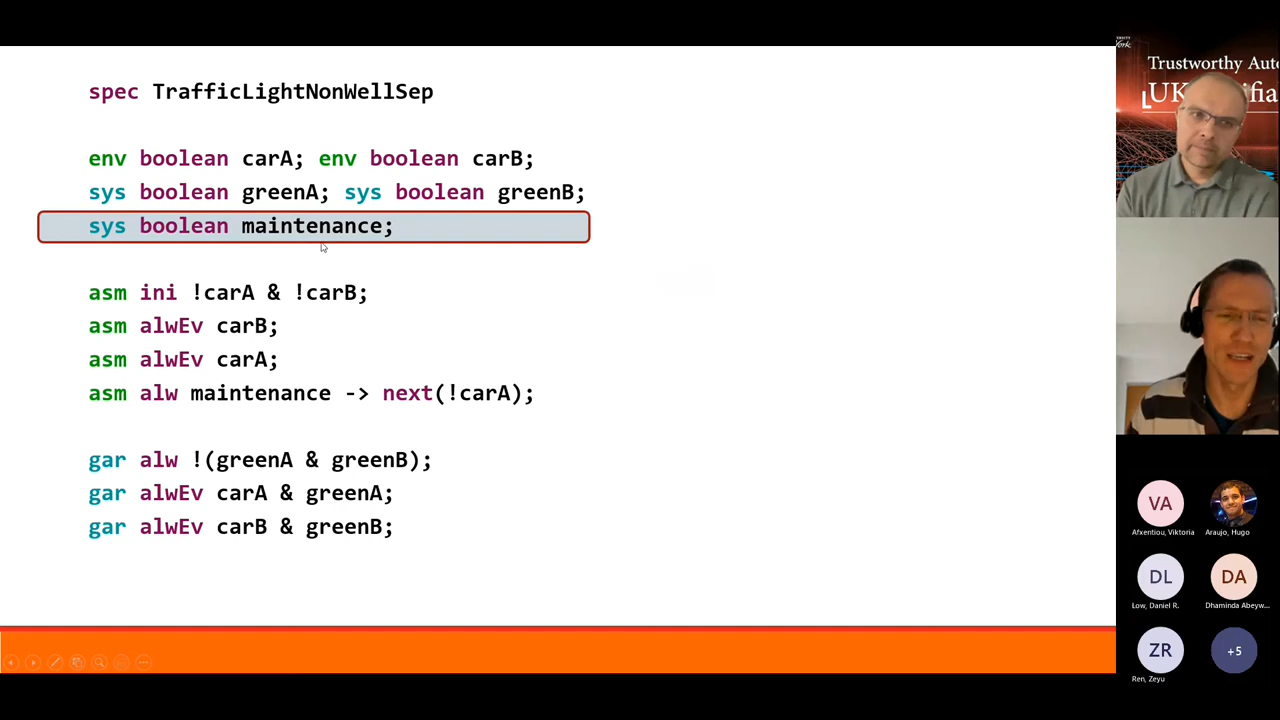 spec TrafficLightNonWellSep
env boolean carA; env boolean carB;
sys boolean greenA; sys boolean greenB;
sys boolean maintenance;
asm ini !carA & !carB;
asm alwEv carB;
asm alwEv carA;
asm alw maintenance -> next(!carA);
gar alw !(greenA & greenB);
gar alwEv carA & greenA;
gar alwEv carB & greenB;
Trustworthy Aut
VA
Afxentiou, Viktoria
Araujo, Hugo
DL
DA
Low, Daniel R.
Dhaminda Abeyw...
ZR
+5
Ren, Zeyu